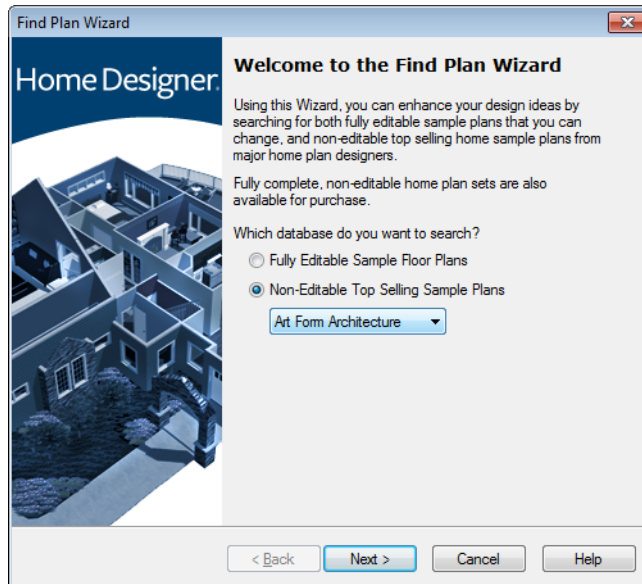 Find Plan Wizard
Home Designer.
Welcome to the Find Plan Wizard
Using this Wizard, you can enhance your design ideas by
searching for both fully editable sample plans that you can
change, and non-editable top selling home sample plans from
major home plan designers.
Fully complete, non-editable home plan sets are also
available for purchase.
Which database do you want to search?
Fully Editable Sample Floor Plans
Non-Editable Top Selling Sample Plans
Art Form Architecture
< Back Next > Cancel Help